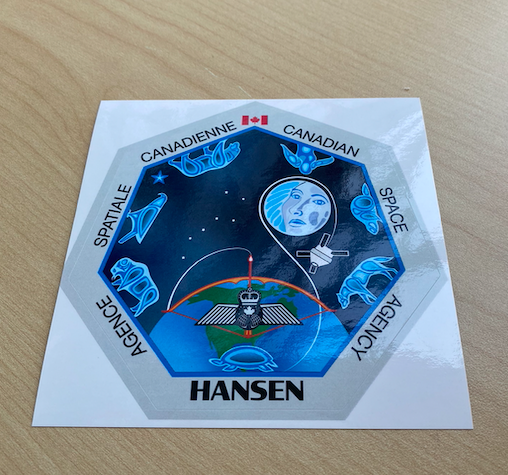 AGENCE SPATIALE CANADIENNE
CANADIAN SPACE AGENCY
HANSEN